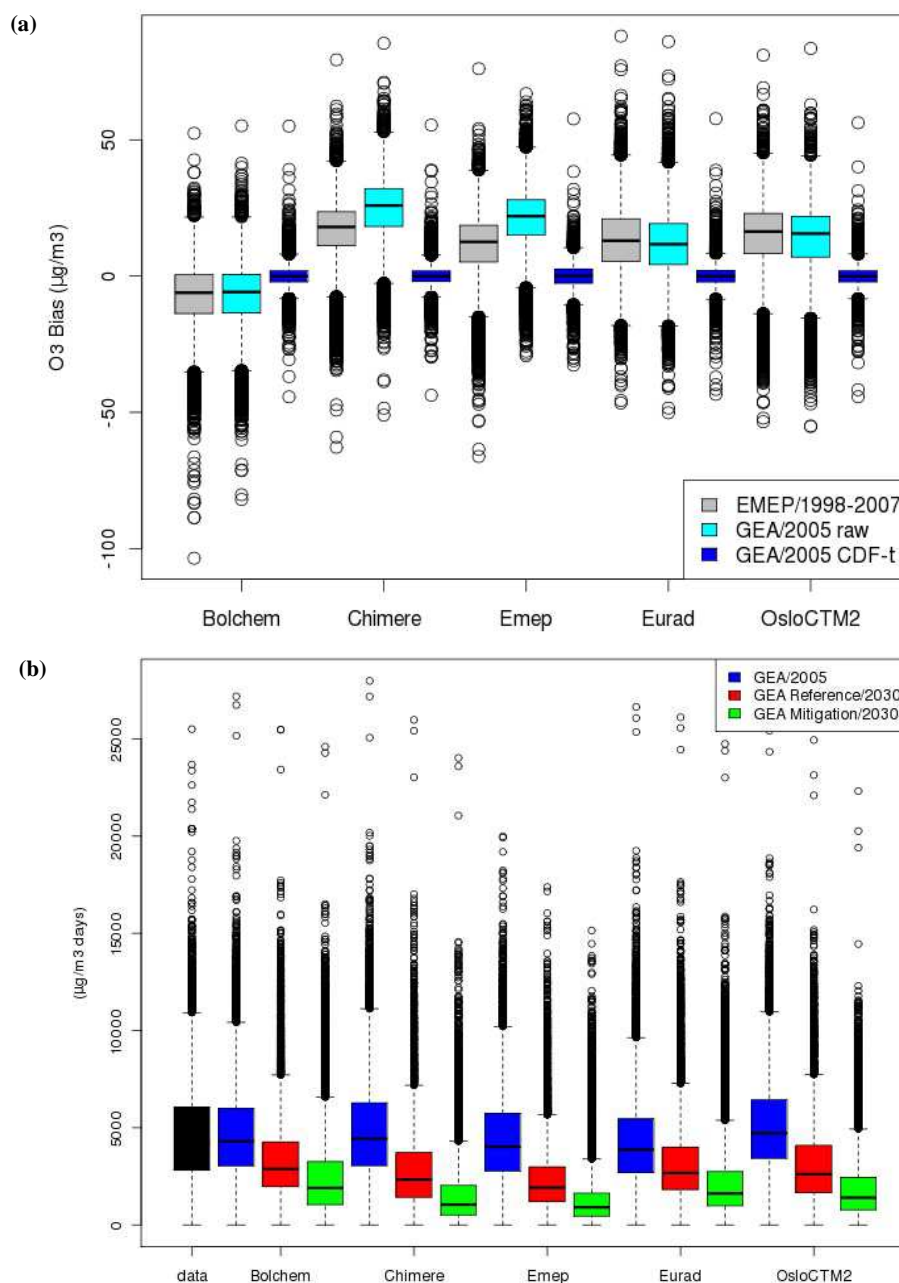 (a)
O3 Bias (µg/m3)
50
0
-50
-100
EMEP/1998-2007
GEA/2005 raw
GEA/2005 CDF-t
Bolchem Chimere Emep Eurad OsloCTM2
(b)
(µg/m3 days)
25000
20000
15000
10000
5000
0
GEA/2005
GEA Reference/2030
GEA Mitigation/2030
data Bolchem Chimere Emep Eurad OsloCTM2